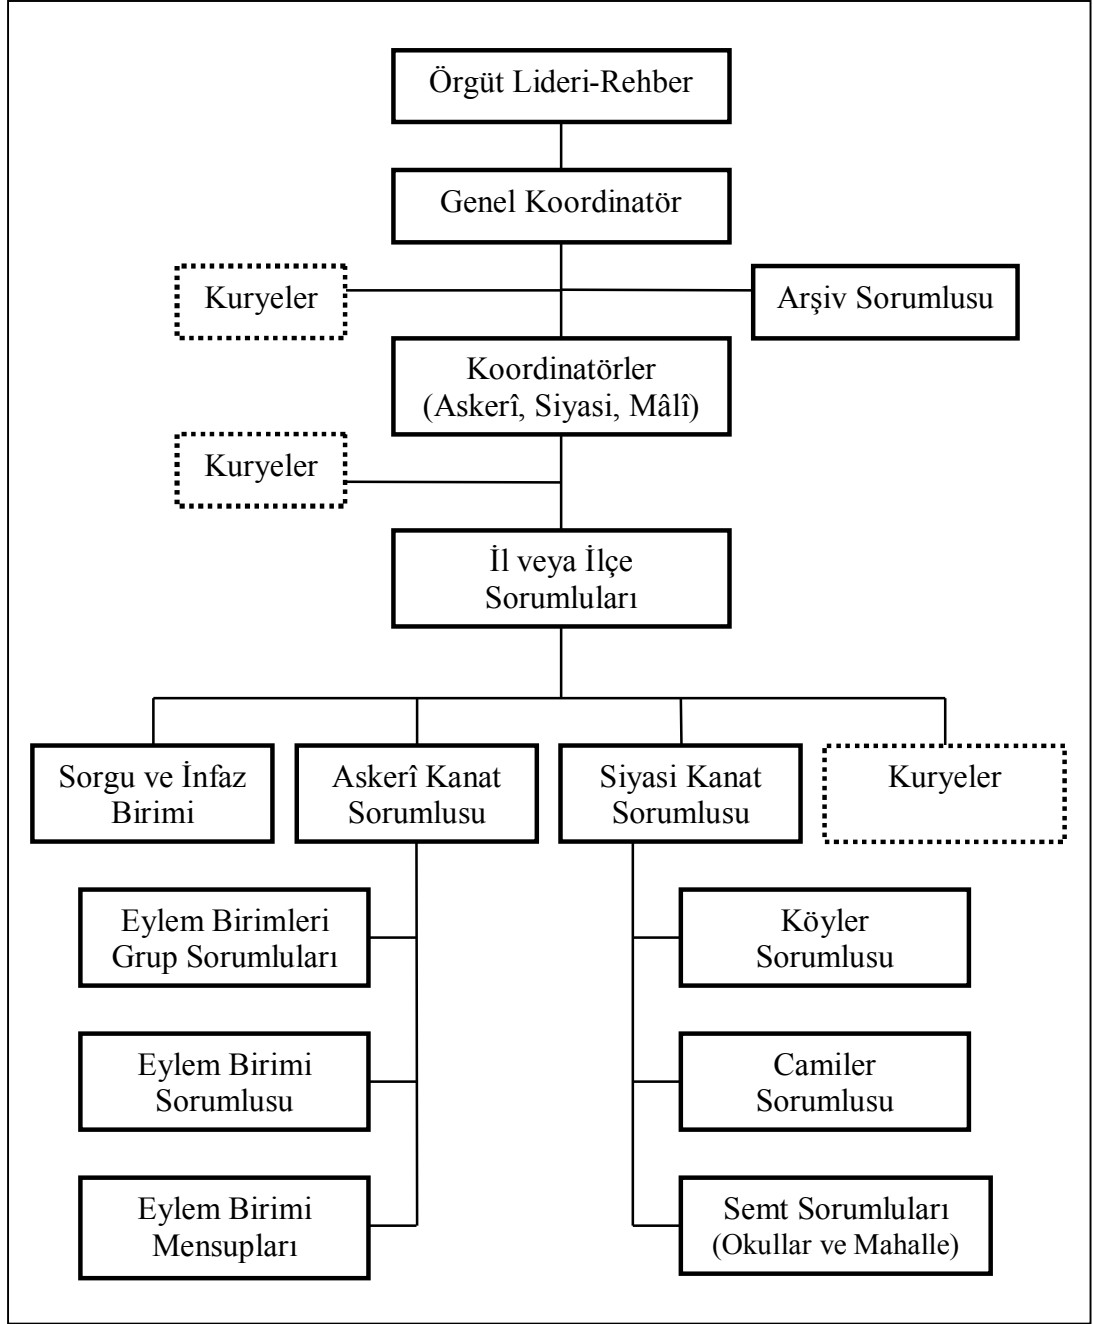 Örgüt Lideri-Rehber
Genel Koordinatör
Kuryeler
Arşiv Sorumlusu
Koordinatörler
(Askerî, Siyasi, Mâlî)
Kuryeler
İl veya İlçe
Sorumluları
Sorgu ve İnfaz
Birimi
Askerî Kanat
Sorumlusu
Siyasi Kanat
Sorumlusu
Kuryeler
Eylem Birimleri
Grup Sorumluları
Köyler
Sorumlusu
Eylem Birimi
Sorumlusu
Camiler
Sorumlusu
Eylem Birimi
Mensupları
Semt Sorumluları
(Okullar ve Mahalle)